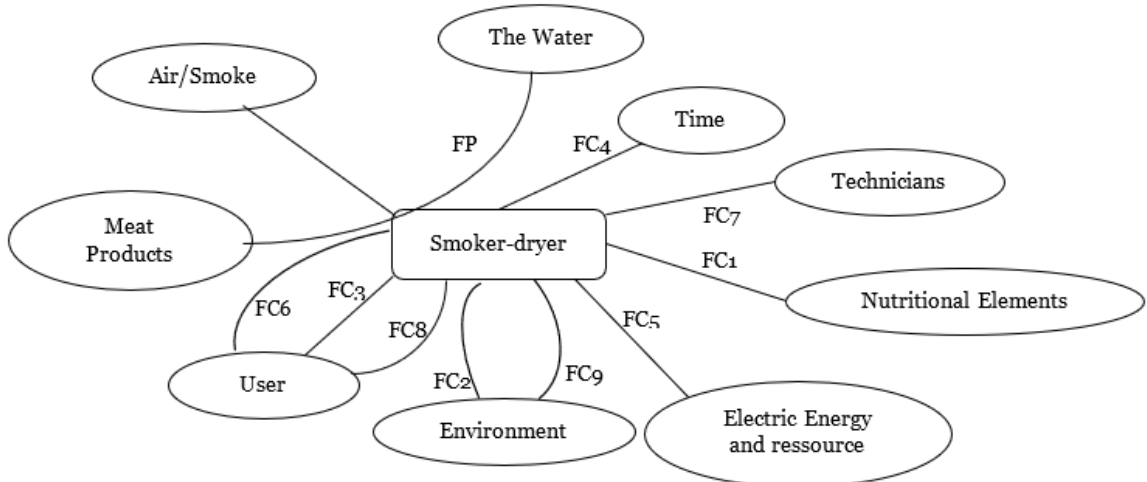 The Water
Air/Smoke
Time
FP
FC4
Technicians
Meat
Products
FC7
Smoker-dryer
FC1
FC3
Nutritional Elements
FC6
FC8
FC5
User
FC2
FC9
Environment
Electric Energy
and ressource